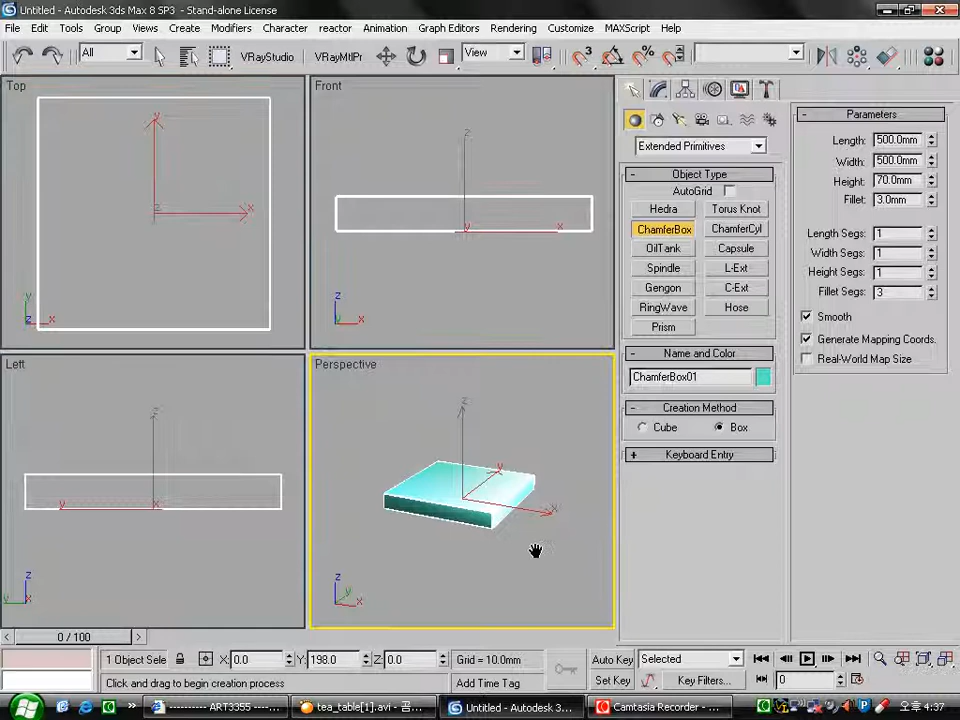 Untitled - Autodesk 3ds Max 8 SP3 - Stand-alone License
File Edit Tools Group Views Create Modifiers Character reactor Animation Graph Editors Rendering Customize MAXScript Help
All VRayStudio VRayMtlPr View
Top Front
Parameters
Length: 500.0mm
Width: 500.0mm
Height: 70.0mm
Fillet: 3.0mm
Length Segs: 1
Width Segs: 1
Height Segs: 1
Fillet Segs: 3
Smooth
Generate Mapping Coords.
Real-World Map Size
Extended Primitives
Object Type
AutoGrid
Hedra Torus Knot
ChamferBox ChamferCyl
OilTank Capsule
Spindle L-Ext
Gengon C-Ext
RingWave Hose
Prism
Name and Color
ChamferBox01
Creation Method
Cube Box
Keyboard Entry
Left Perspective
0 / 100
1 Object Sele X: 0.0 Y: 198.0 Z: 0.0 Grid = 10.0mm Auto Key Selected
Click and drag to begin creation process Add Time Tag Set Key Key Filters... 0
---------- ART3355 ----... tea_table[1].avi - 곰... Untitled - Autodesk 3... Camtasia Recorder - ... 오후 4:37